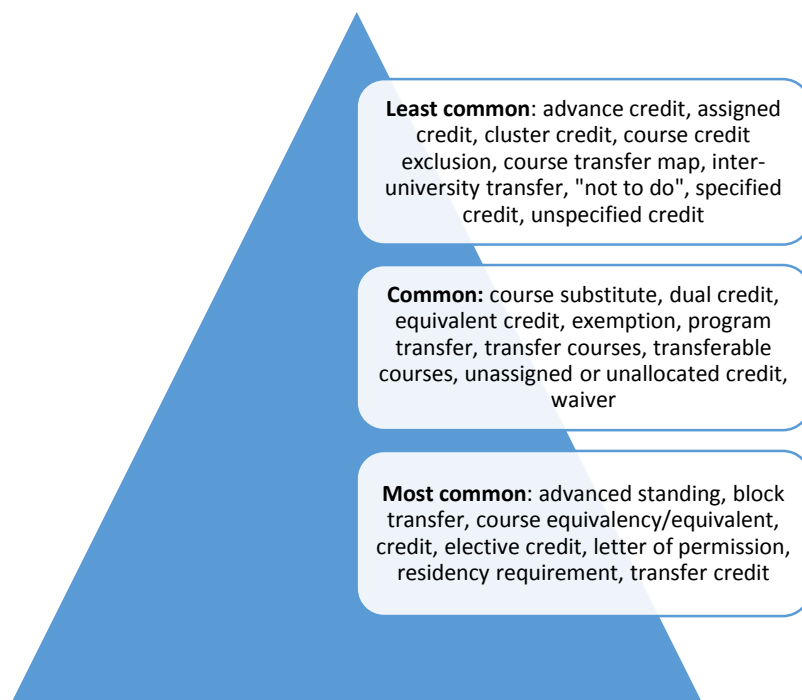 Least common: advance credit, assigned
credit, cluster credit, course credit
exclusion, course transfer map, inter-
university transfer, "not to do", specified
credit, unspecified credit
Common: course substitute, dual credit,
equivalent credit, exemption, program
transfer, transfer courses, transferable
courses, unassigned or unallocated credit,
waiver
Most common: advanced standing, block
transfer, course equivalency/equivalent,
credit, elective credit, letter of permission,
residency requirement, transfer credit